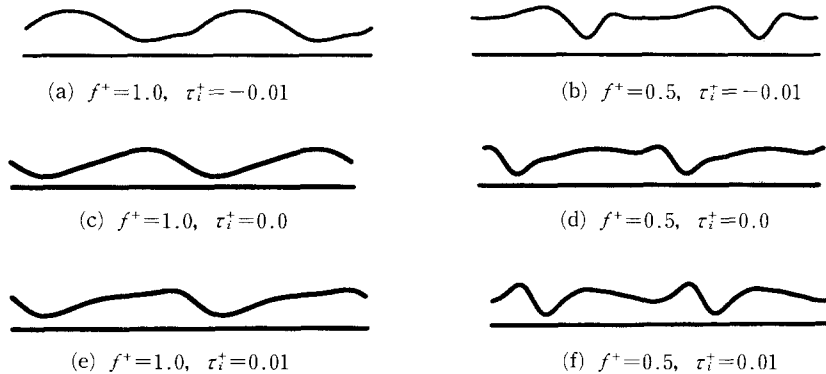 (a) f⁺=1.0, τᵢ⁺=−0.01
(b) f⁺=0.5, τᵢ⁺=−0.01
(c) f⁺=1.0, τᵢ⁺=0.0
(d) f⁺=0.5, τᵢ⁺=0.0
(e) f⁺=1.0, τᵢ⁺=0.01
(f) f⁺=0.5, τᵢ⁺=0.01